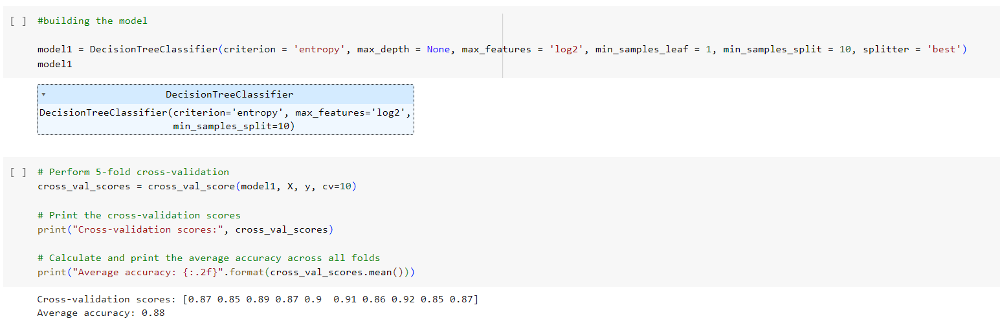 [ ] #building the model
model1 = DecisionTreeClassifier(criterion = 'entropy', max_depth = None, max_features = 'log2', min_samples_leaf = 1, min_samples_split = 10, splitter = 'best')
model1
▾ DecisionTreeClassifier
DecisionTreeClassifier(criterion='entropy', max_features='log2',
min_samples_split=10)
[ ] # Perform 5-fold cross-validation
cross_val_scores = cross_val_score(model1, X, y, cv=10)
# Print the cross-validation scores
print("Cross-validation scores:", cross_val_scores)
# Calculate and print the average accuracy across all folds
print("Average accuracy: {:.2f}".format(cross_val_scores.mean()))
Cross-validation scores: [0.87 0.85 0.89 0.87 0.9  0.91 0.86 0.92 0.85 0.87]
Average accuracy: 0.88